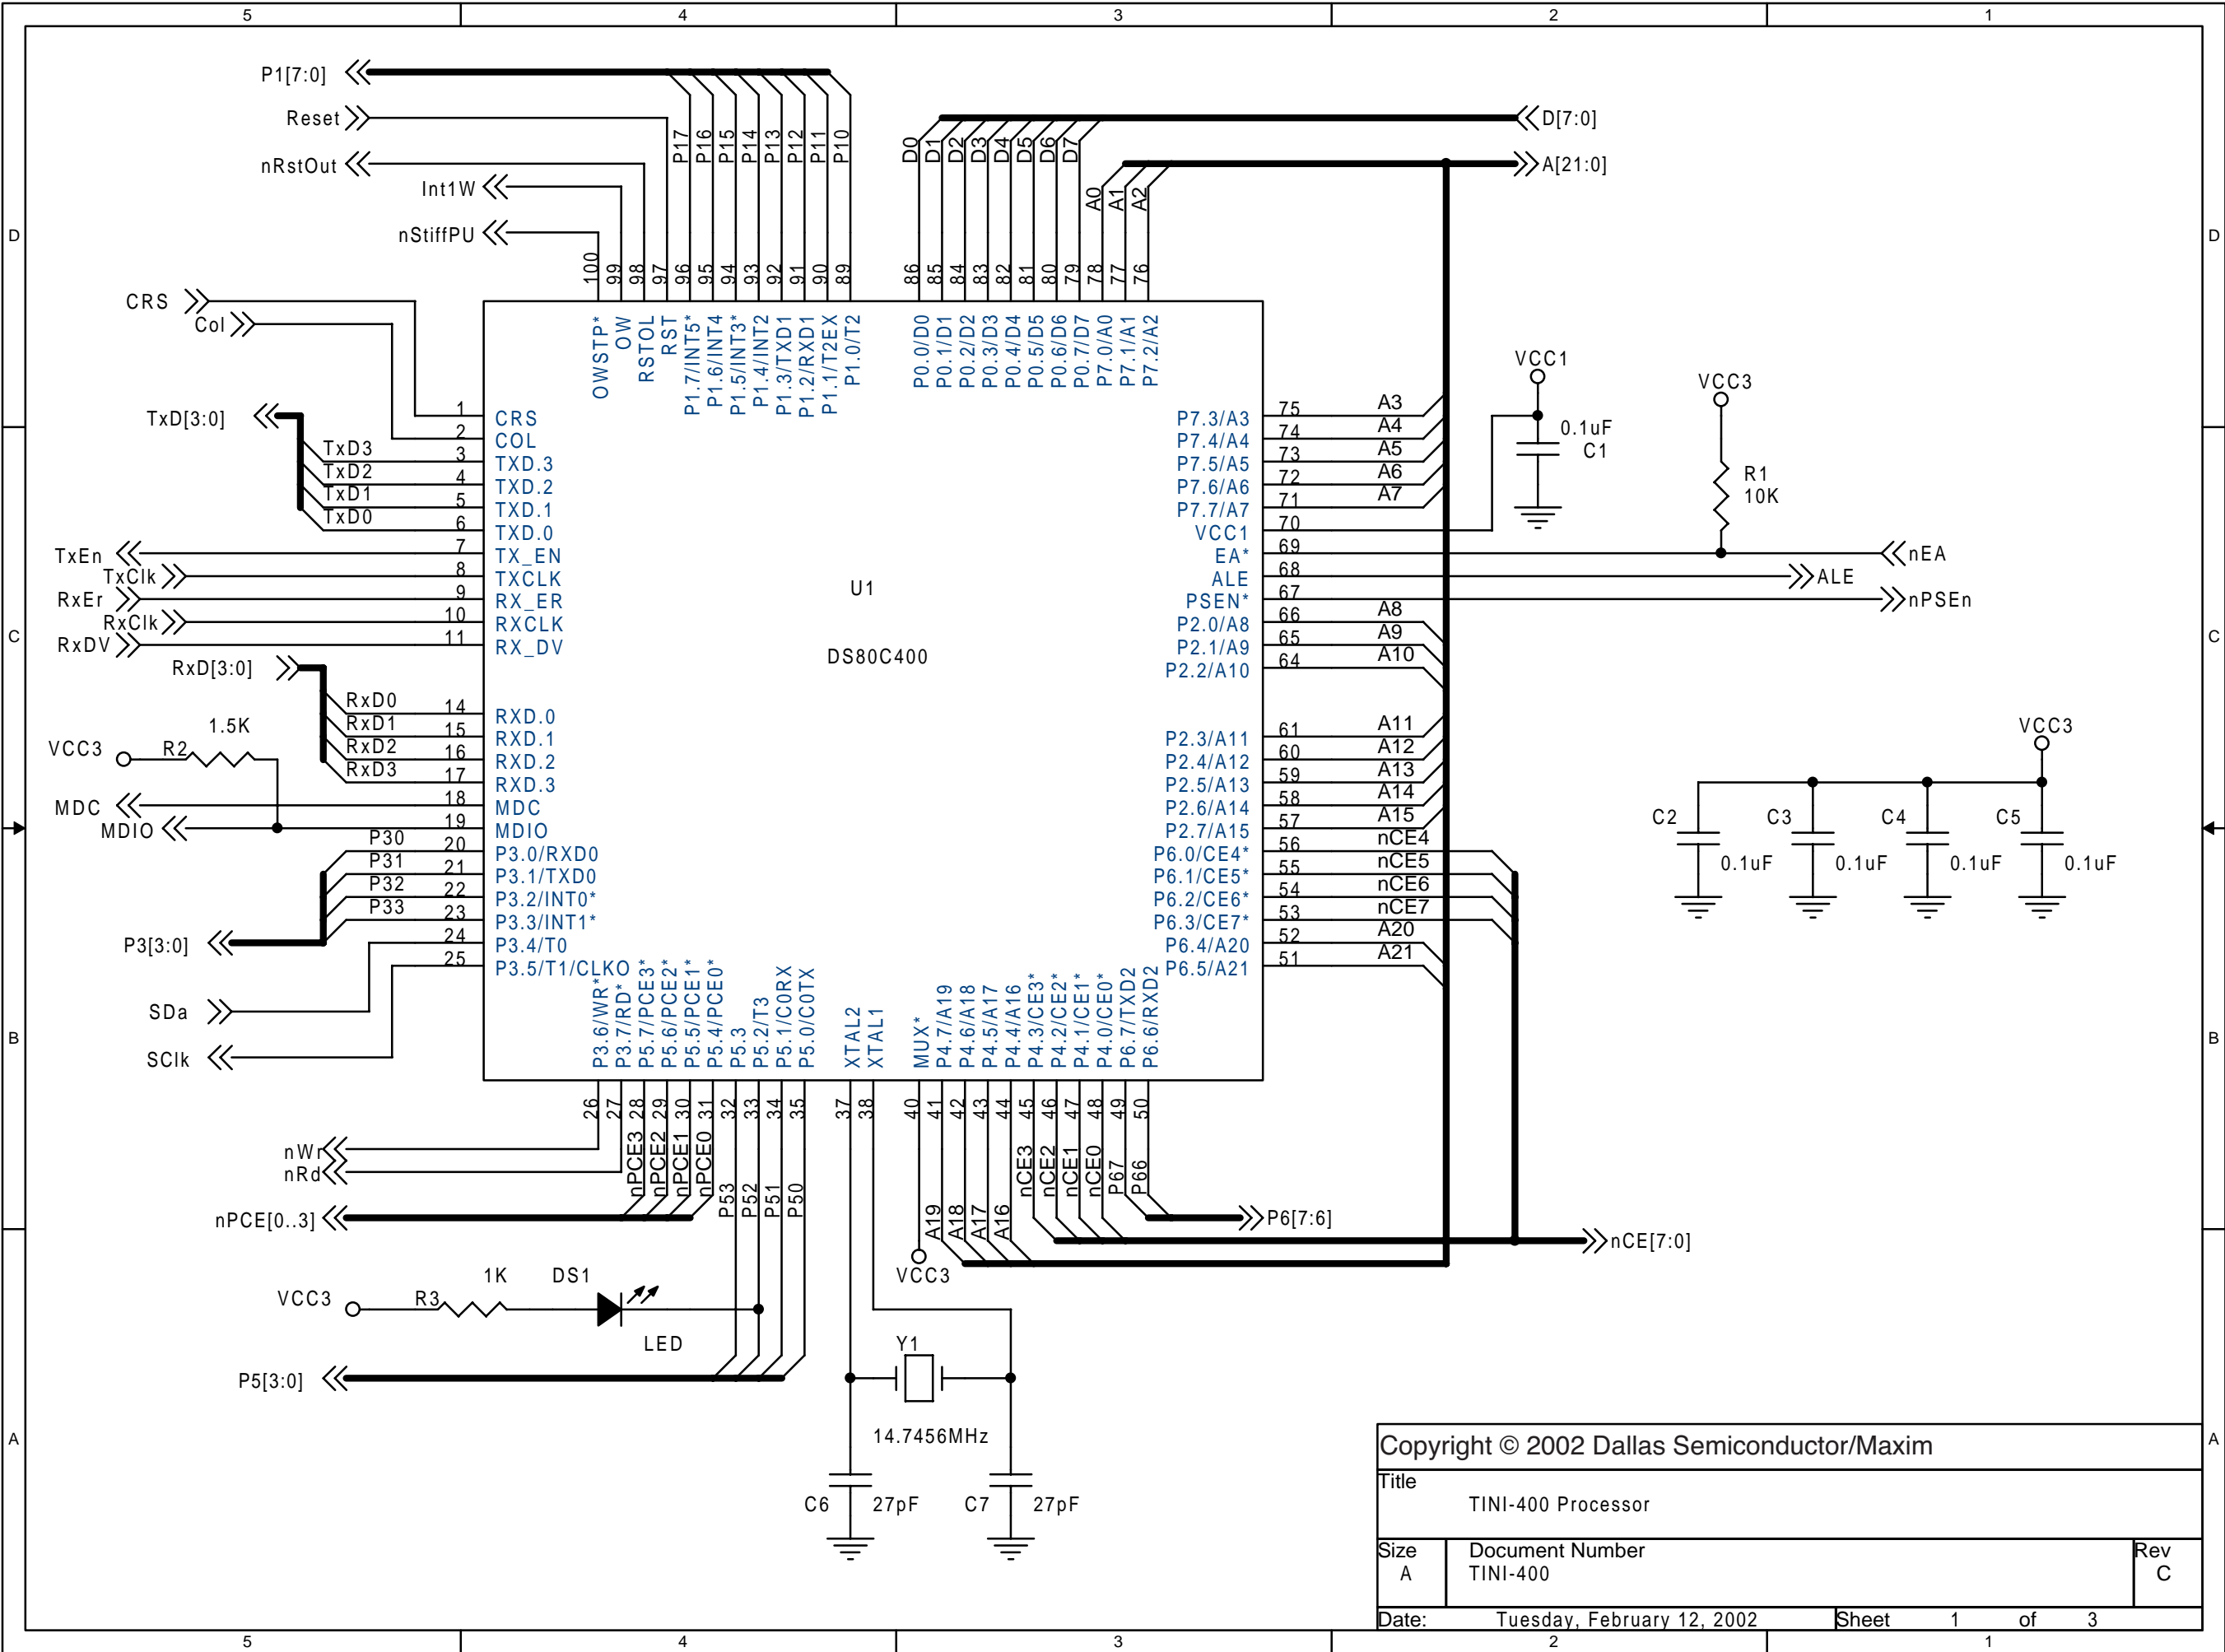 5 4 3 2 1
D
C
B
A
D
C
B
A
P1[7:0]
Reset
nRstOut
Int1W
nStiffPU
P17
P16
P15
P14
P13
P12
P11
P10
D0
D1
D2
D3
D4
D5
D6
D7
A0
A1
A2
D[7:0]
A[21:0]
100
99
98
97
96
95
94
93
92
91
90
89
86
85
84
83
82
81
80
79
78
77
76
OWSTP*
OW
RSTOL
RST
P1.7/INT5*
P1.6/INT4
P1.5/INT3*
P1.4/INT2
P1.3/TXD1
P1.2/RXD1
P1.1/T2EX
P1.0/T2
P0.0/D0
P0.1/D1
P0.2/D2
P0.3/D3
P0.4/D4
P0.5/D5
P0.6/D6
P0.7/D7
P7.0/A0
P7.1/A1
P7.2/A2
CRS
Col
TxD[3:0]
TxD3
TxD2
TxD1
TxD0
TxEn
TxClk
RxEr
RxClk
RxDV
RxD[3:0]
RxD0
RxD1
RxD2
RxD3
1.5K
VCC3 R2
MDC
MDIO
P30
P31
P32
P33
P3[3:0]
SDa
SClk
1 CRS
2 COL
3 TXD.3
4 TXD.2
5 TXD.1
6 TXD.0
7 TX_EN
8 TXCLK
9 RX_ER
10 RXCLK
11 RX_DV
14 RXD.0
15 RXD.1
16 RXD.2
17 RXD.3
18 MDC
19 MDIO
20 P3.0/RXD0
21 P3.1/TXD0
22 P3.2/INT0*
23 P3.3/INT1*
24 P3.4/T0
25 P3.5/T1/CLKO
U1
DS80C400
P7.3/A3 75 A3
P7.4/A4 74 A4
P7.5/A5 73 A5
P7.6/A6 72 A6
P7.7/A7 71 A7
VCC1 70
EA* 69
ALE 68
PSEN* 67
P2.0/A8 66 A8
P2.1/A9 65 A9
P2.2/A10 64 A10
P2.3/A11 61 A11
P2.4/A12 60 A12
P2.5/A13 59 A13
P2.6/A14 58 A14
P2.7/A15 57 A15
P6.0/CE4* 56 nCE4
P6.1/CE5* 55 nCE5
P6.2/CE6* 54 nCE6
P6.3/CE7* 53 nCE7
P6.4/A20 52 A20
P6.5/A21 51 A21
VCC1
0.1uF
C1
VCC3
R1
10K
nEA
ALE
nPSEn
VCC3
C2 C3 C4 C5
0.1uF 0.1uF 0.1uF 0.1uF
P3.6/WR*
P3.7/RD*
P5.7/PCE3*
P5.6/PCE2*
P5.5/PCE1*
P5.4/PCE0*
P5.3
P5.2/T3
P5.1/C0RX
P5.0/C0TX
XTAL2
XTAL1
MUX*
P4.7/A19
P4.6/A18
P4.5/A17
P4.4/A16
P4.3/CE3*
P4.2/CE2*
P4.1/CE1*
P4.0/CE0*
P6.7/TXD2
P6.6/RXD2
26
27
28
29
30
31
32
33
34
35
37
38
40
41
42
43
44
45
46
47
48
49
50
nWr
nRd
nPCE3
nPCE2
nPCE1
nPCE0
P53
P52
P51
P50
nPCE[0..3]
A19
A18
A17
A16
nCE3
nCE2
nCE1
nCE0
P67
P66
P6[7:6]
nCE[7:0]
VCC3
1K DS1
VCC3 R3
LED
P5[3:0]
Y1
14.7456MHz
C6 27pF C7 27pF
Copyright © 2002 Dallas Semiconductor/Maxim
Title
TINI-400 Processor
Size Document Number Rev
A TINI-400 C
Date: Tuesday, February 12, 2002 Sheet 1 of 3
5 4 3 2 1